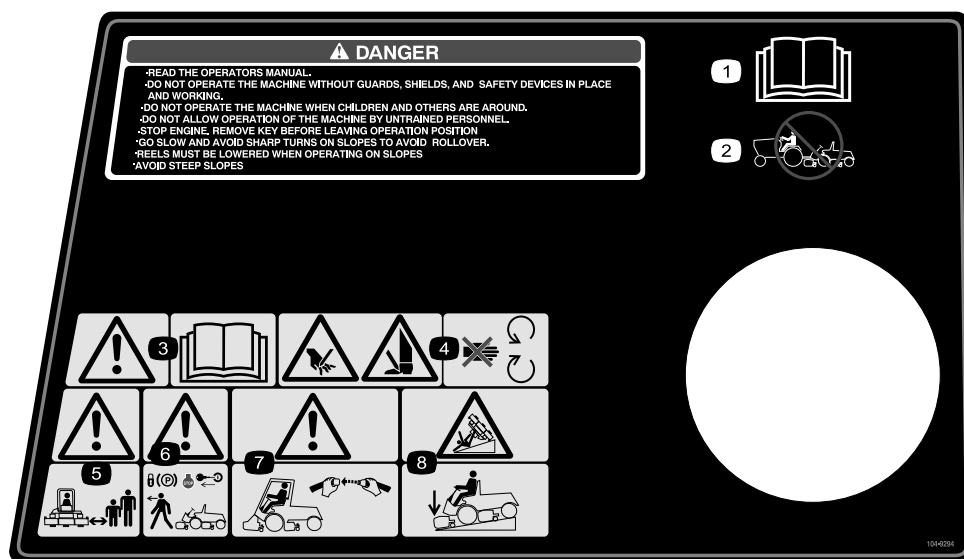 DANGER
·READ THE OPERATORS MANUAL.
·DO NOT OPERATE THE MACHINE WITHOUT GUARDS, SHIELDS, AND SAFETY DEVICES IN PLACE
AND WORKING.
·DO NOT OPERATE THE MACHINE WHEN CHILDREN AND OTHERS ARE AROUND.
·DO NOT ALLOW OPERATION OF THE MACHINE BY UNTRAINED PERSONNEL.
·STOP ENGINE, REMOVE KEY BEFORE LEAVING OPERATION POSITION
·GO SLOW AND AVOID SHARP TURNS ON SLOPES TO AVOID ROLLOVER.
·REELS MUST BE LOWERED WHEN OPERATING ON SLOPES
·AVOID STEEP SLOPES
1
2
3
4
5
6
7
8
(P)
STOP
104-9294